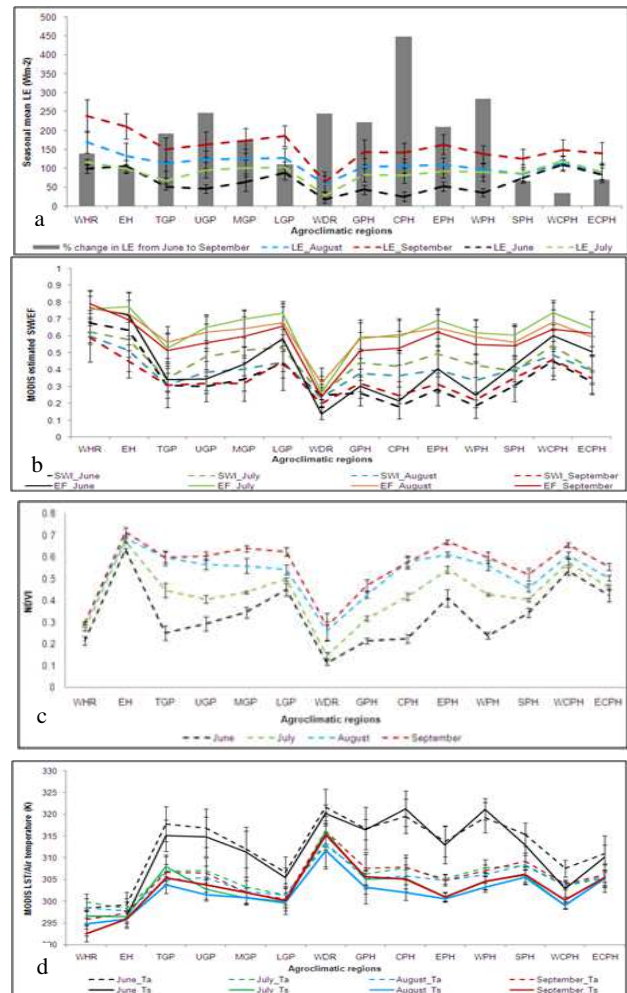 500
450
400
350
300
250
200
150
100
50
0
Seasonal mean LE (Wm-2)
WHR EH TGP UGP MGP LGP WDR GPH CPH EPH WPH SPH WCPH ECPH
Agroclimatic regions
% change in LE from June to September LE_August LE_September LE_June LE_July
a
1
0.9
0.8
0.7
0.6
0.5
0.4
0.3
0.2
0.1
0
MODIS estimated SWI/EF
WHR EH TGP UGP MGP LGP WDR GPH CPH EPH WPH SPH WCPH ECPH
Agroclimatic regions
SWI_June SWI_July SWI_August SWI_September
EF_June EF_July EF_August EF_September
b
0.8
0.7
0.6
0.5
0.4
0.3
0.2
0.1
0
NDVI
WHR EH TGP UGP MGP LGP WDR GPH CPH EPH WPH SPH WCPH ECPH
Agroclimatic regions
June July August September
c
330
325
320
315
310
305
300
295
MODIS LST/Air temperature (K)
WHR EH TGP UGP MGP LGP WDR GPH CPH EPH WPH SPH WCPH ECPH
Agroclimatic regions
June_Ta July_Ta August_Ta September_Ta
June_Ts July_Ts August_Ts September_Ts
d